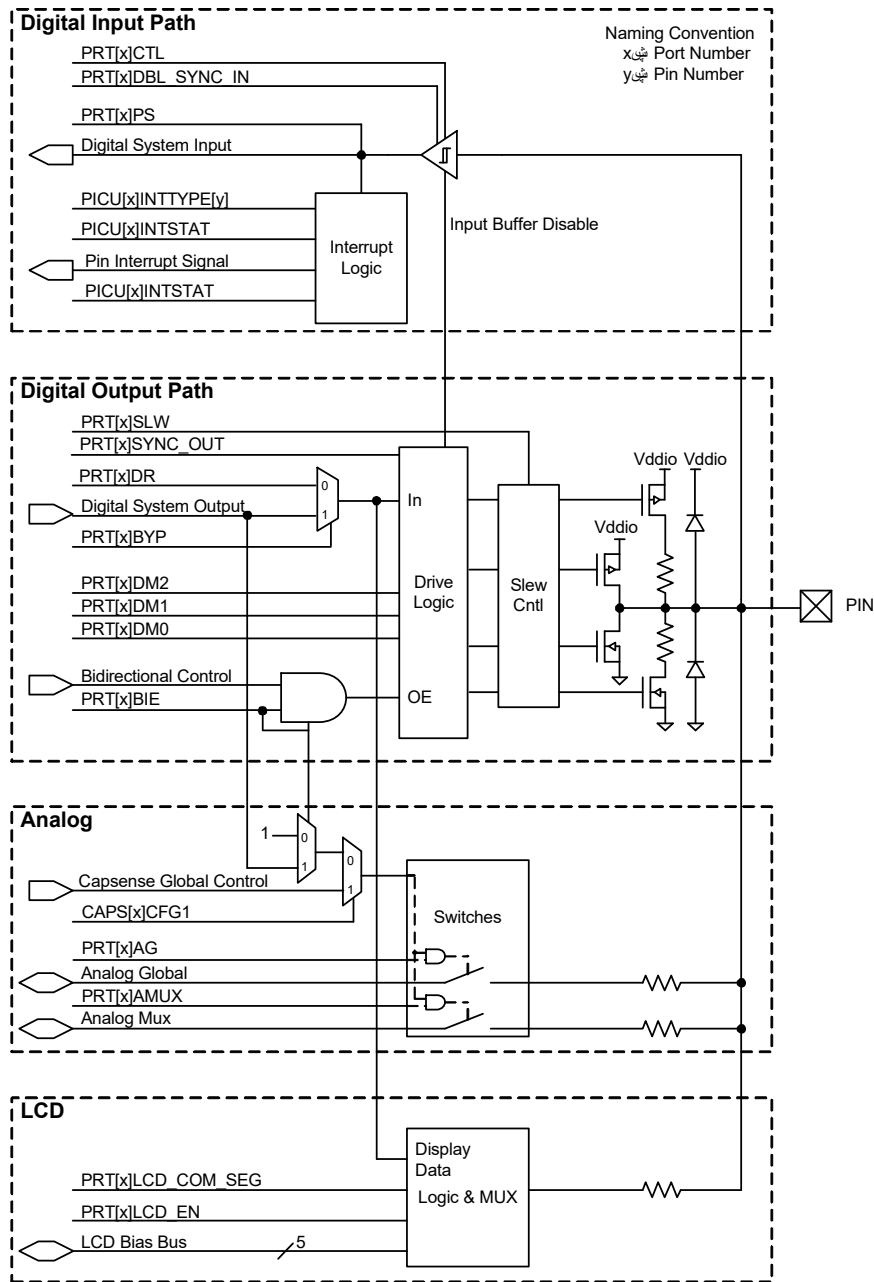 Digital Input Path
Naming Convention
x Port Number
y Pin Number
PRT[x]CTL
PRT[x]DBL_SYNC_IN
PRT[x]PS
Digital System Input
PICU[x]INTTYPE[y]
PICU[x]INTSTAT
Pin Interrupt Signal
PICU[x]INTSTAT
Interrupt
Logic
Input Buffer Disable
Digital Output Path
PRT[x]SLW
PRT[x]SYNC_OUT
PRT[x]DR
Digital System Output
PRT[x]BYP
0
1
In
PRT[x]DM2
PRT[x]DM1
PRT[x]DM0
Drive
Logic
Slew
Cntl
Vddio Vddio
Vddio
PIN
Bidirectional Control
PRT[x]BIE
OE
Analog
1
0
1
0
1
Capsense Global Control
CAPS[x]CFG1
Switches
PRT[x]AG
Analog Global
PRT[x]AMUX
Analog Mux
LCD
Display
Data
Logic & MUX
PRT[x]LCD_COM_SEG
PRT[x]LCD_EN
LCD Bias Bus
5